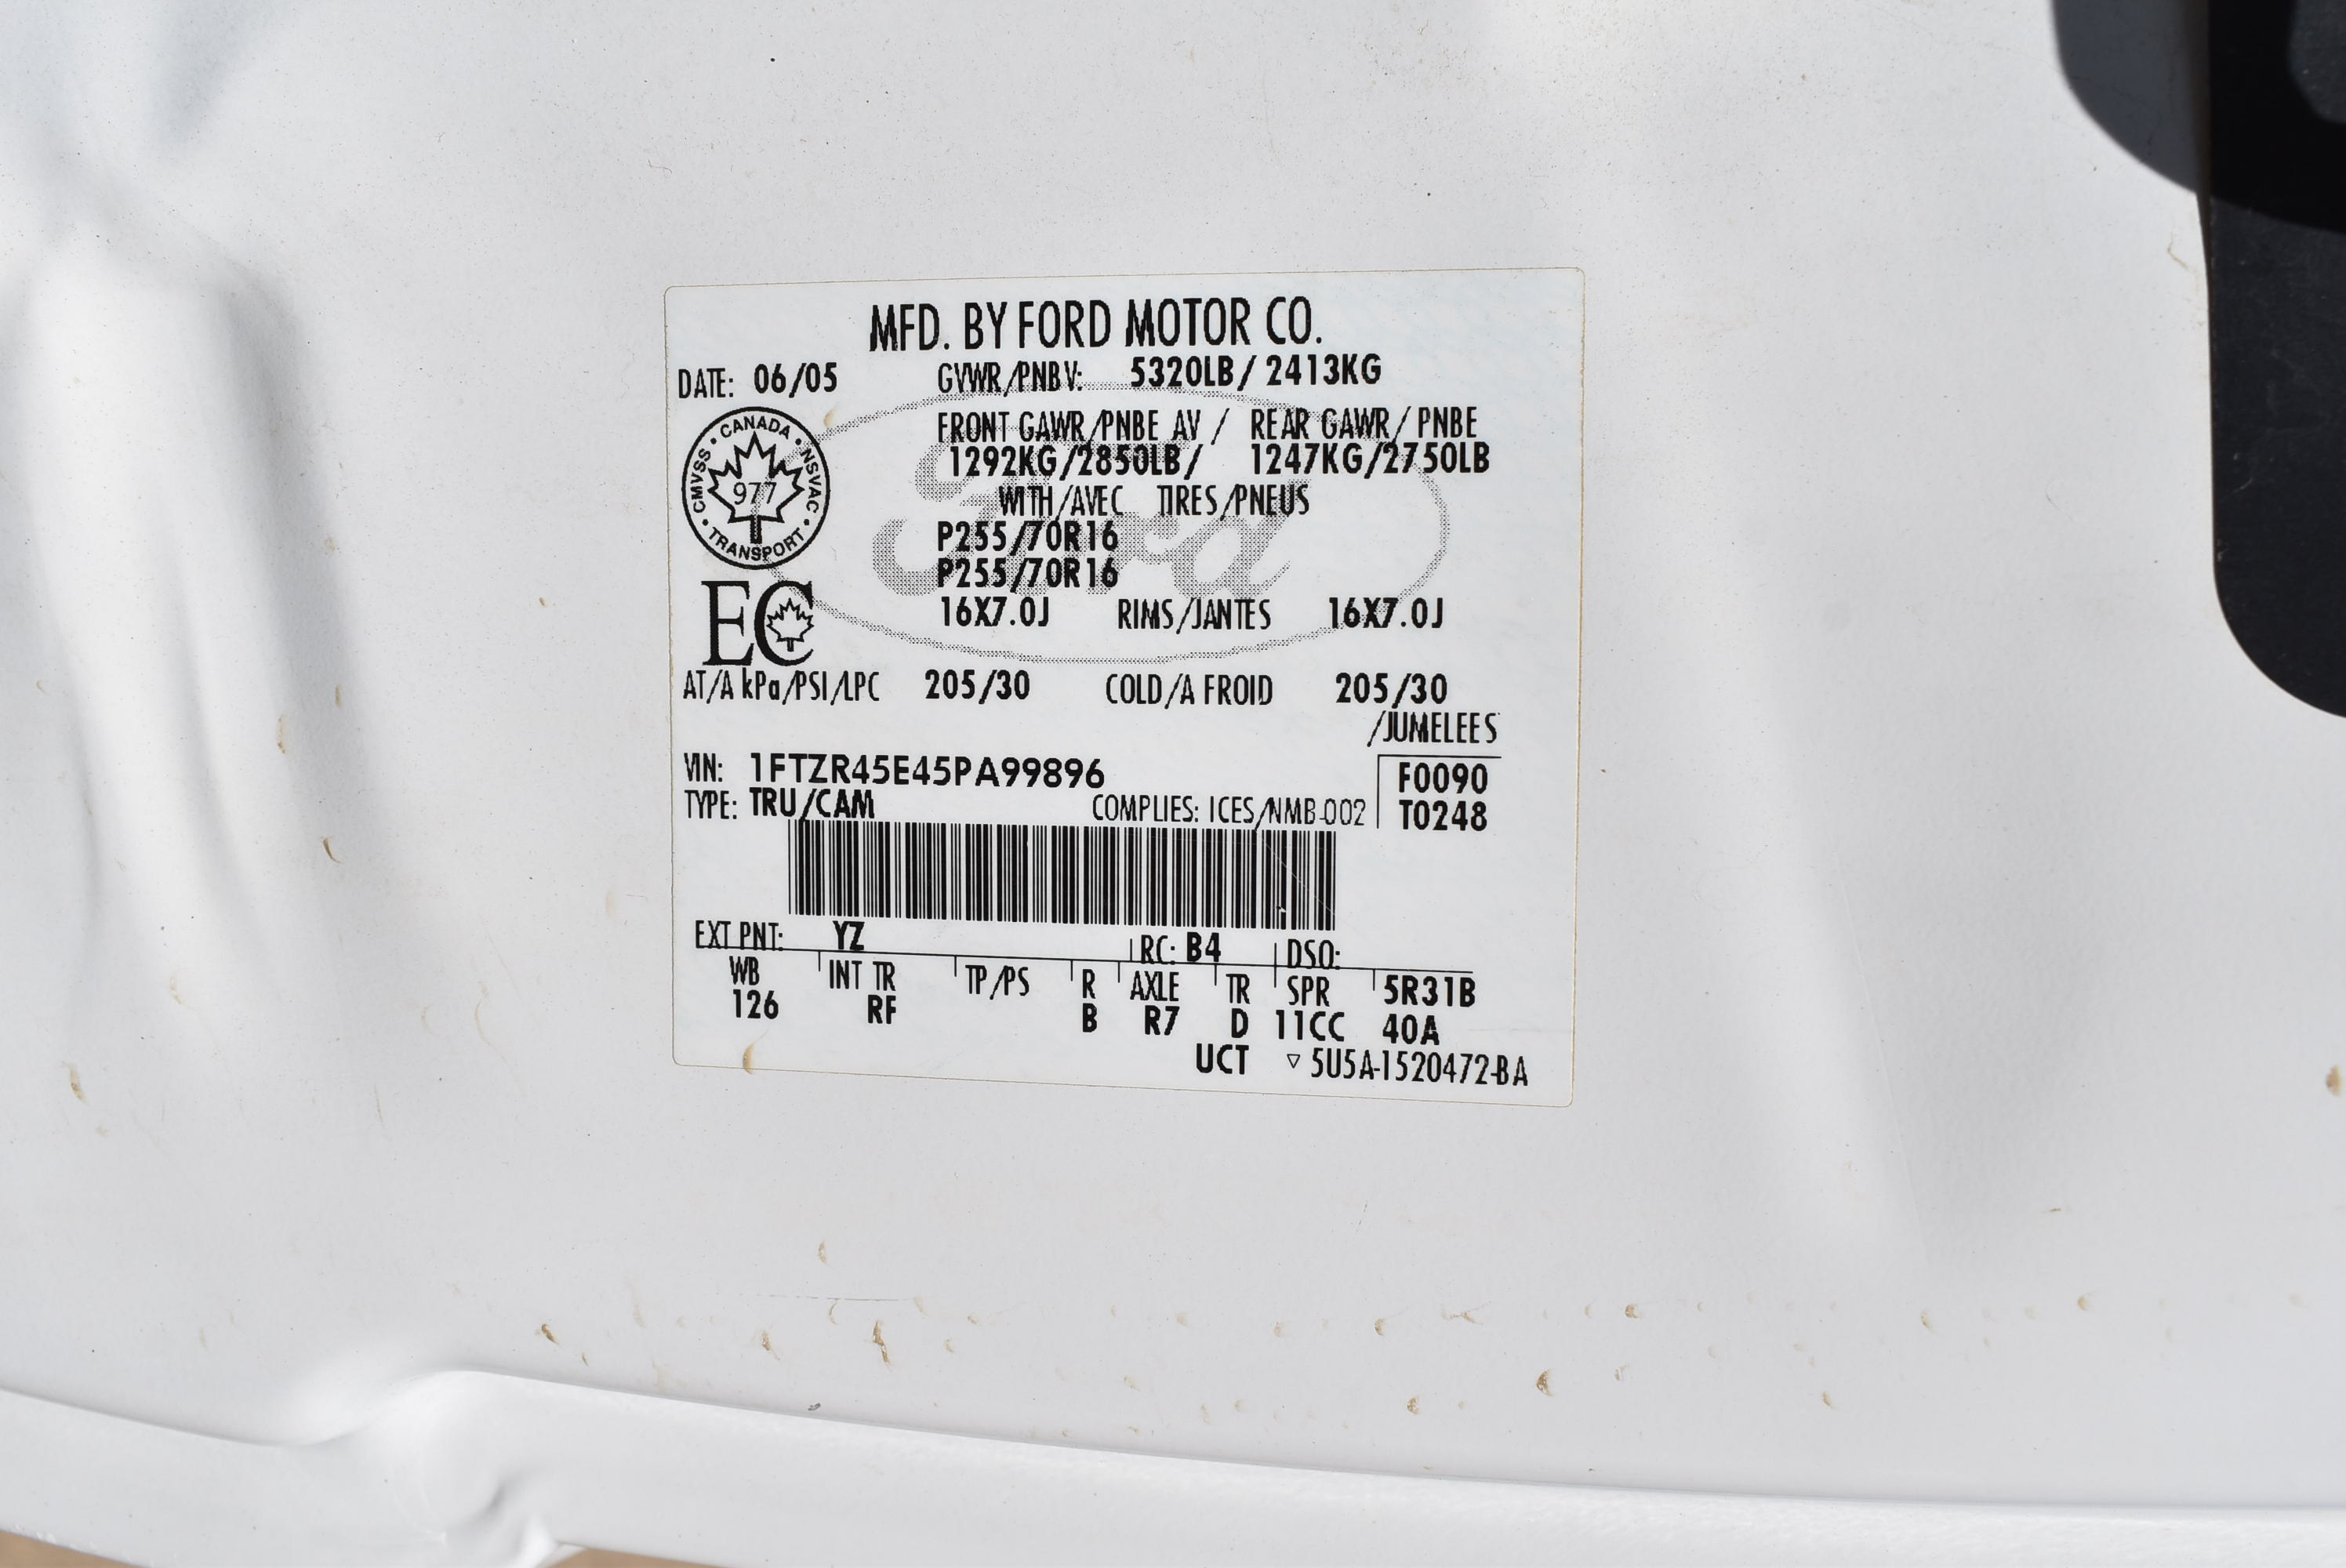 MFD. BY FORD MOTOR CO.
DATE: 06/05 GVWR/PNBV: 5320LB/ 2413KG
FRONT GAWR/PNBE AV / REAR GAWR/ PNBE
1292KG/2850LB/ 1247KG/2750LB
WITH/AVEC TIRES/PNEUS
P255/70R16
P255/70R16
16X7.0J RIMS/JANTES 16X7.0J
CANADA
CMVSS NSVAC
977
TRANSPORT
Ford
EC
AT/A kPa/PSI/LPC 205/30 COLD/A FROID 205/30
/JUMELEES
VIN: 1FTZR45E45PA99896 F0090
TYPE: TRU/CAM COMPLIES: ICES/NMB-002 T0248
EXT PNT: YZ RC: B4 DSO:
WB INT TR TP/PS R AXLE TR SPR 5R31B
126 RF B R7 D 11CC 40A
UCT ▽ 5U5A-1520472-BA